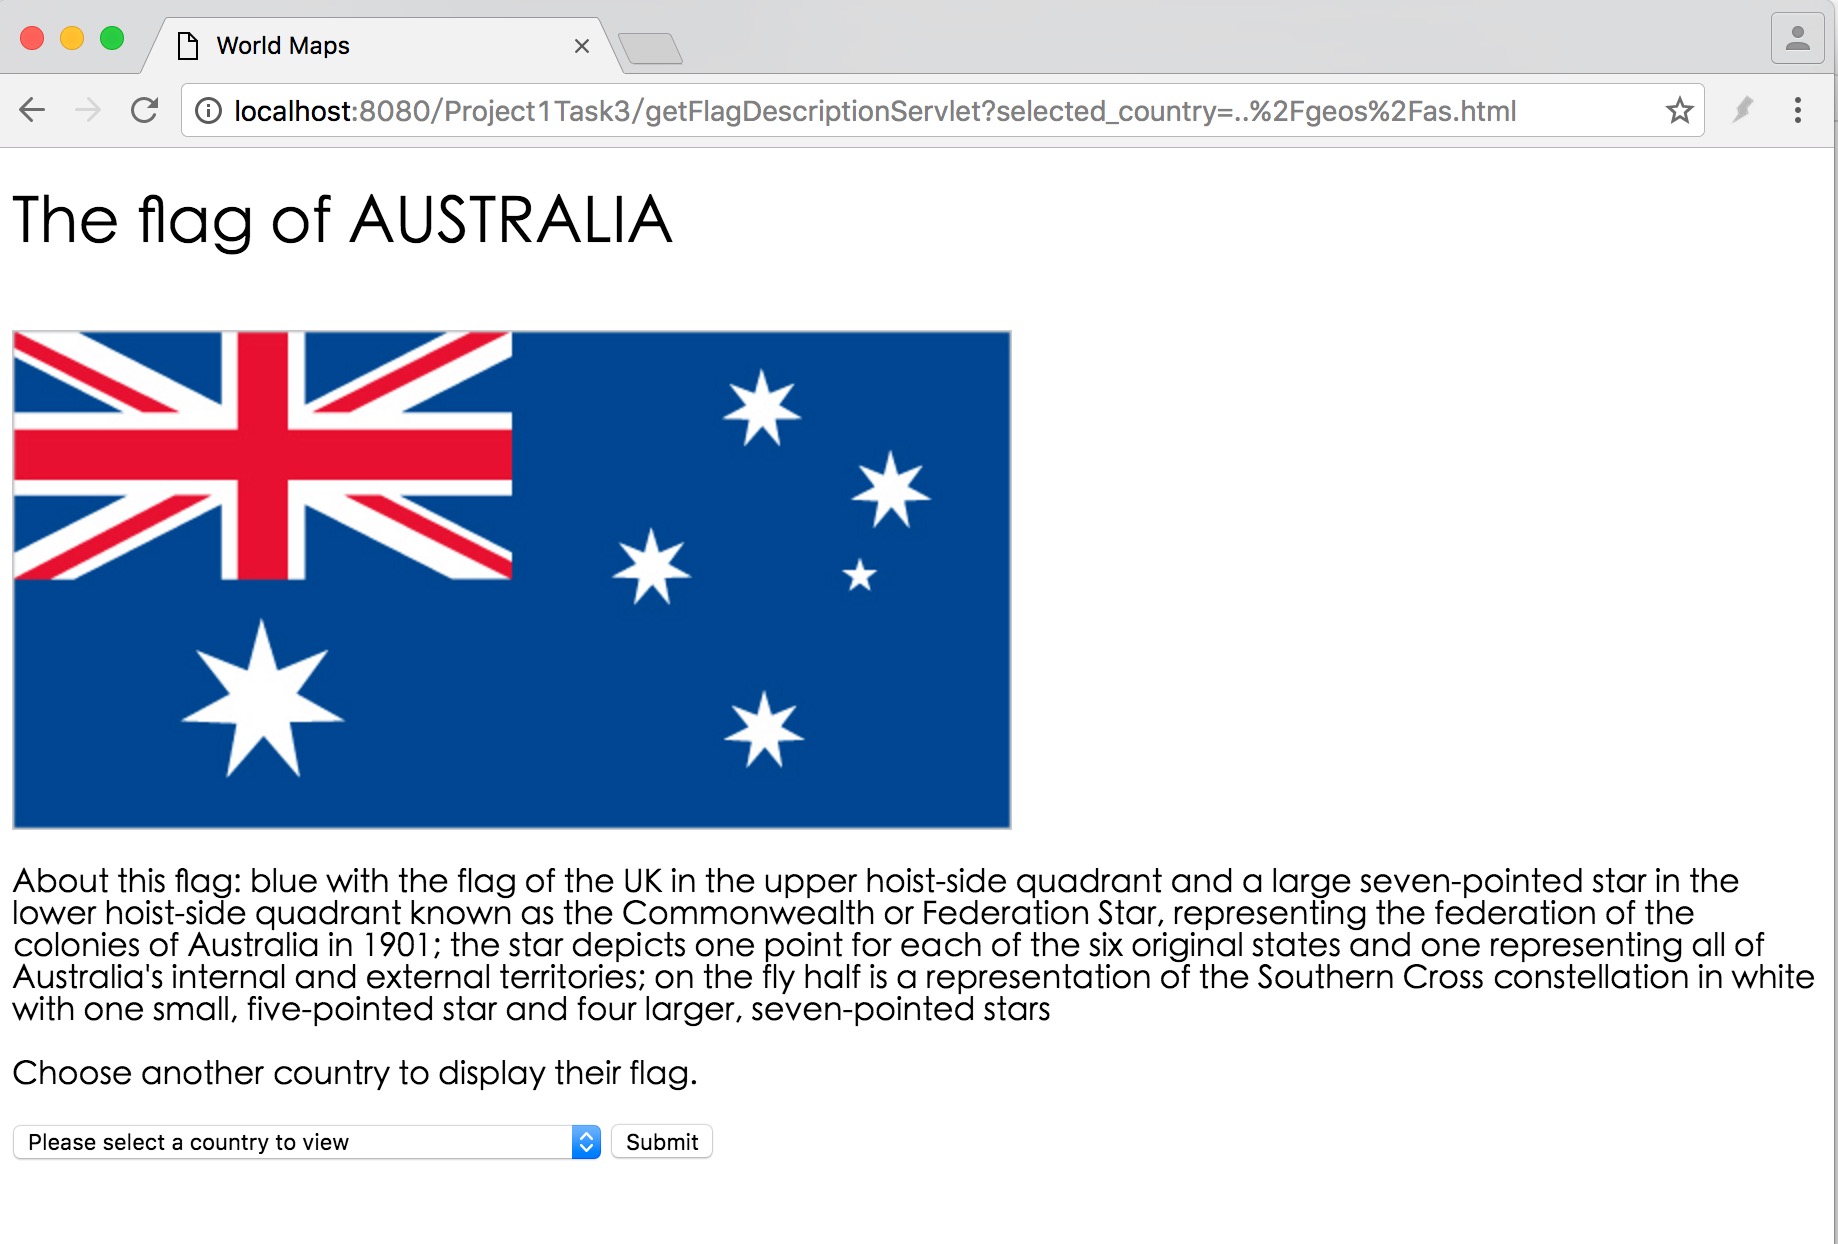 World Maps
localhost:8080/Project1Task3/getFlagDescriptionServlet?selected_country=..%2Fgeos%2Fas.html
The flag of AUSTRALIA
About this flag: blue with the flag of the UK in the upper hoist-side quadrant and a large seven-pointed star in the
lower hoist-side quadrant known as the Commonwealth or Federation Star, representing the federation of the
colonies of Australia in 1901; the star depicts one point for each of the six original states and one representing all of
Australia's internal and external territories; on the fly half is a representation of the Southern Cross constellation in white
with one small, five-pointed star and four larger, seven-pointed stars
Choose another country to display their flag.
Please select a country to view Submit